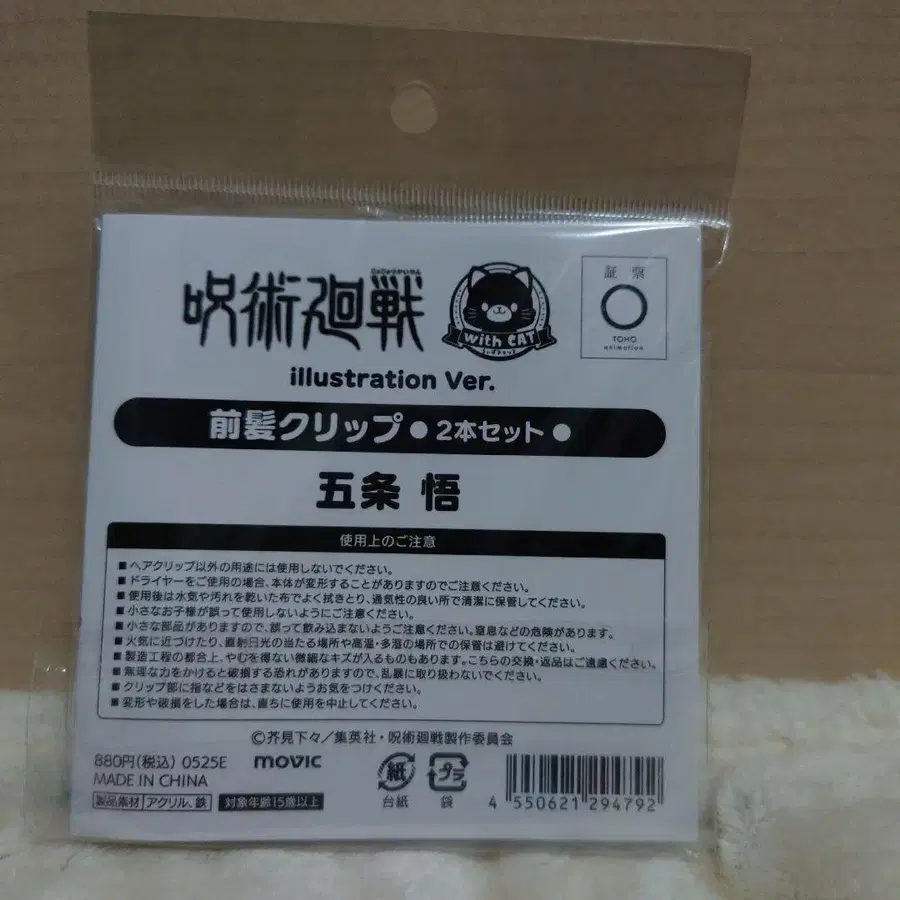 じゅじゅつかいせん
呪術廻戦
with CAT
うぃずきゃっと
証票
TOHO
animation
illustration Ver.
前髪クリップ●2本セット●
五条 悟
使用上のご注意
■ヘアクリップ以外の用途には使用しないでください。
■ドライヤーをご使用の場合、本体が変形することがありますのでご注意ください。
■使用後は水気や汚れを乾いた布でよく拭きとり、通気性の良い所で清潔に保管してください。
■小さなお子様が誤って使用しないようにご注意ください。
■小さな部品がありますので、誤って飲み込まないようご注意ください。窒息などの危険があります。
■火気に近づけたり、直射日光の当たる場所や高温・多湿の場所での保管は避けてください。
■製造工程の都合上、やむを得ない微細なキズが入るものもあります。こちらの交換・返品はご遠慮ください。
■無理な力をかけると破損する恐れがありますので、乱暴に取り扱わないでください。
■クリップ部に指などをはさまないようお気をつけください。
■変形や破損をした場合は、直ちに使用を中止してください。
©芥見下々/集英社・呪術廻戦製作委員会
880円(税込) 0525E
movic
MADE IN CHINA
製品素材 アクリル、鉄
対象年齢15歳以上
紙
台紙
プラ
袋
4 550621 294792